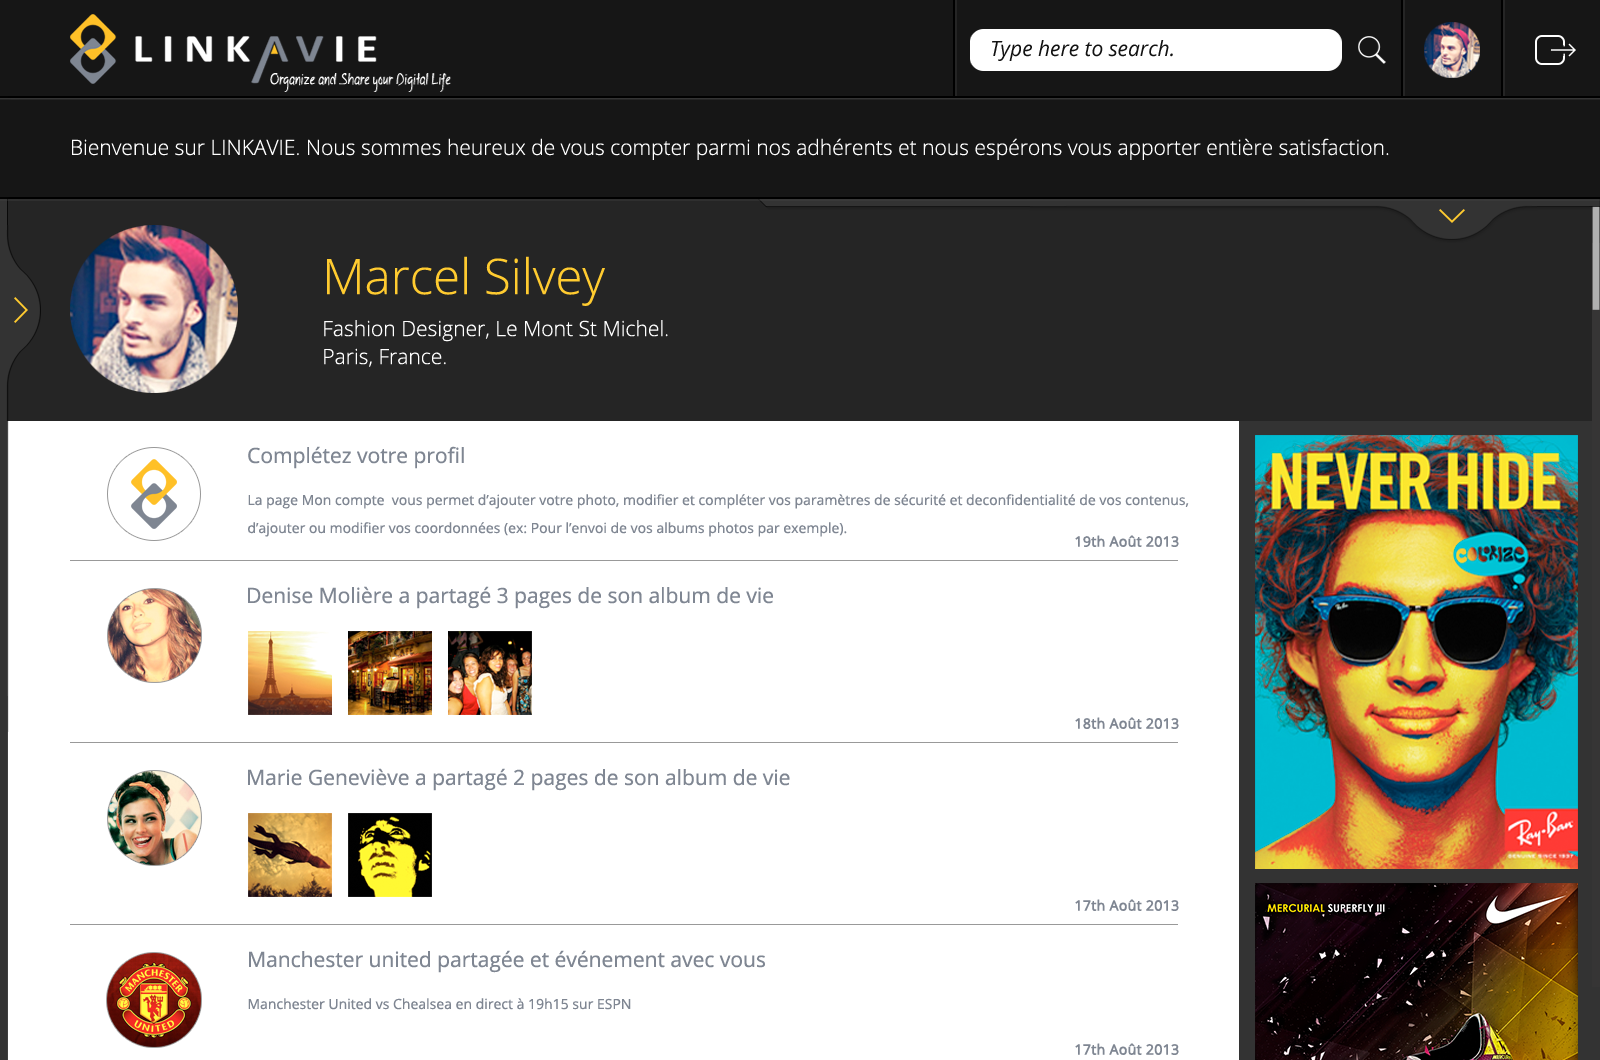 LINKAVIE
Organize and Share your Digital Life
Type here to search.
Bienvenue sur LINKAVIE. Nous sommes heureux de vous compter parmi nos adhérents et nous espérons vous apporter entière satisfaction.
Marcel Silvey
Fashion Designer, Le Mont St Michel.
Paris, France.
Complétez votre profil
La page Mon compte vous permet d'ajouter votre photo, modifier et compléter vos paramètres de sécurité et deconfidentialité de vos contenus,
d'ajouter ou modifier vos coordonnées (ex: Pour l'envoi de vos albums photos par exemple).
19th Août 2013
Denise Molière a partagé 3 pages de son album de vie
18th Août 2013
Marie Geneviève a partagé 2 pages de son album de vie
17th Août 2013
MANCHESTER
UNITED
Manchester united partagée et événement avec vous
Manchester United vs Chealsea en direct à 19h15 sur ESPN
17th Août 2013
NEVER HIDE
COLORIZE
Ray-Ban
Ray-Ban
GENUINE SINCE 1937
MERCURIAL SUPERFLY III